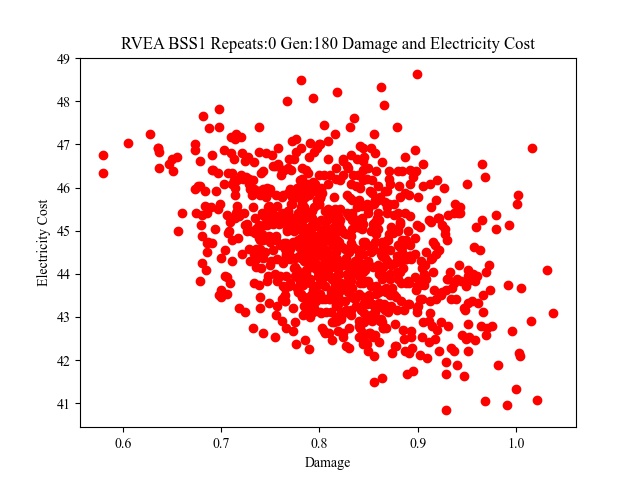 RVEA BSS1 Repeats:0 Gen:180 Damage and Electricity Cost
49
48
47
46
45
44
43
42
41
Electricity Cost
0.6 0.7 0.8 0.9 1.0
Damage